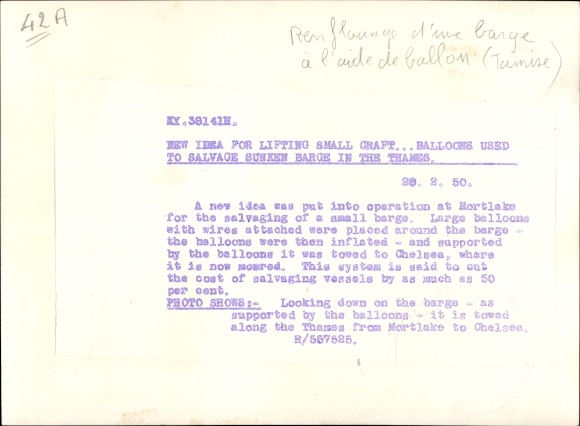 42A
Renflouage d'une barge
à l'aide de ballon (Tamise)
KY.38141H.
NEW IDEA FOR LIFTING SMALL CRAFT...BALLOONS USED
TO SALVAGE SUNKEN BARGE IN THE THAMES.
20. 2. 50.
A new idea was put into operation at Mortlake
for the salvaging of a small barge. Large balloons
with wires attached were placed around the barge -
the balloons were then inflated - and supported
by the balloons it was towed to Chelsea, where
it is now moored. This system is said to cut
the cost of salvaging vessels by as much as 50
per cent.
PHOTO SHOWS:- Looking down on the barge - as
supported by the balloons - it is towed
along the Thames from Mortlake to Chelsea.
R/567525.